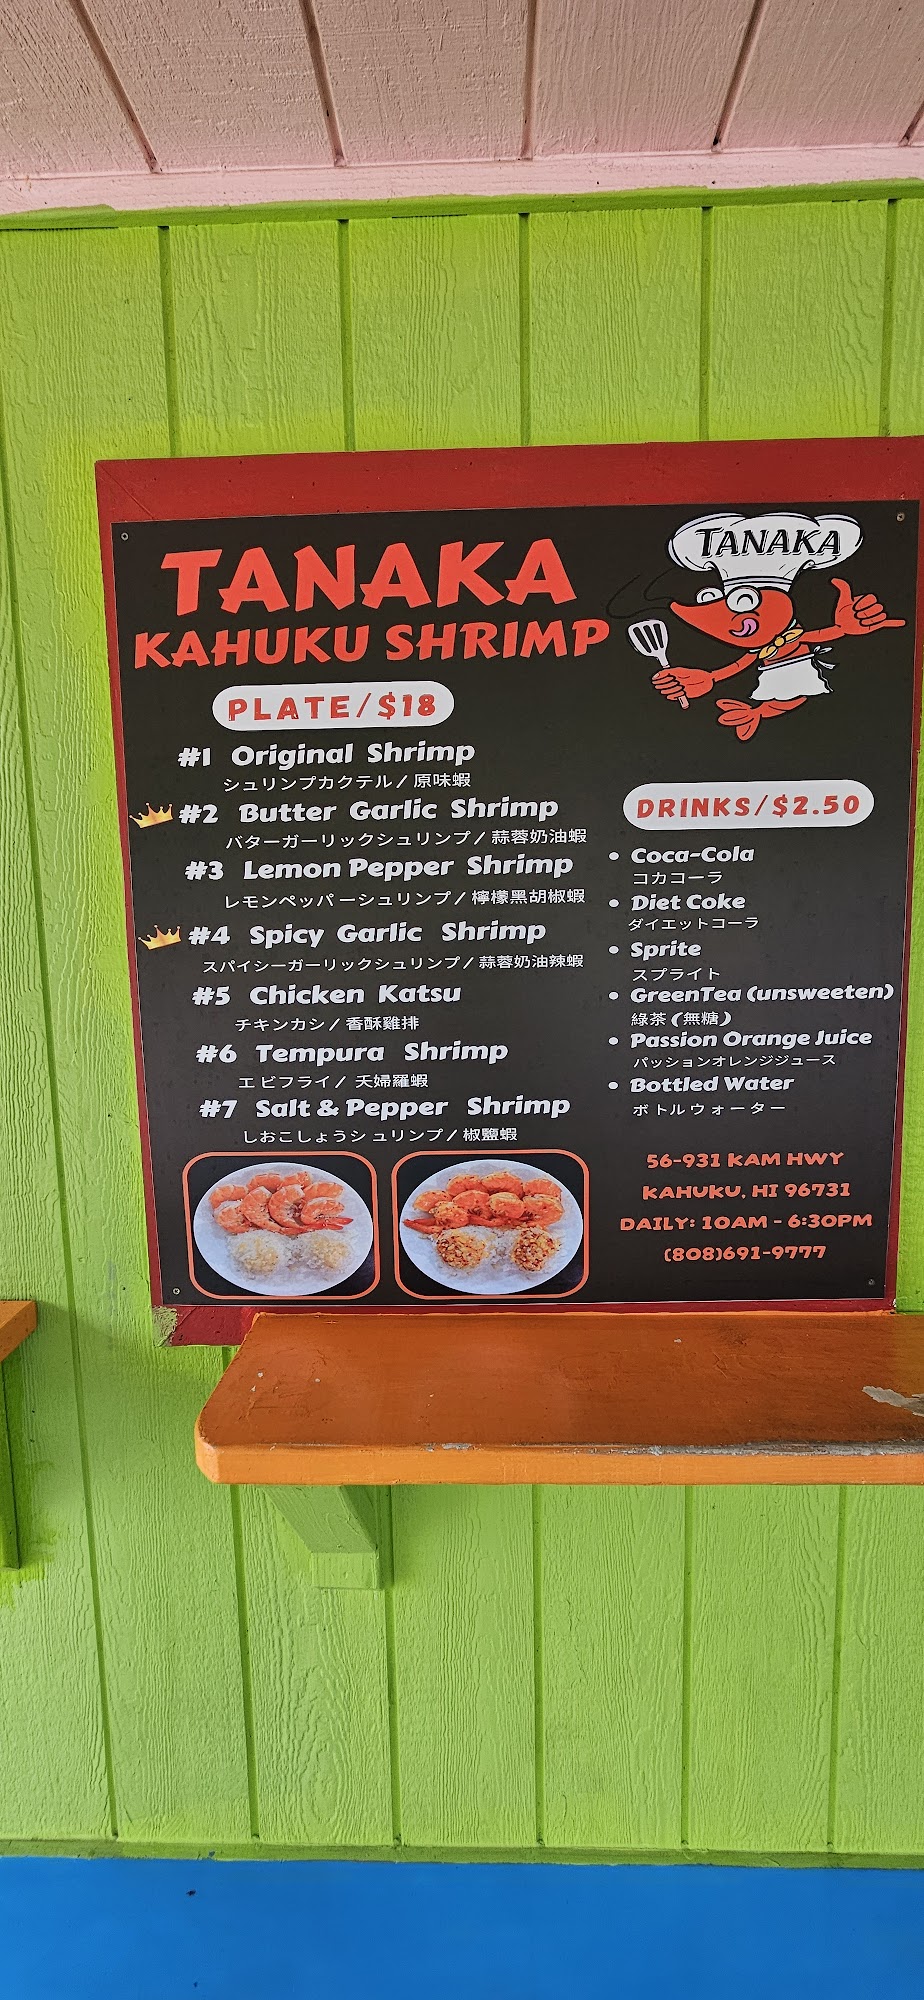 TANAKA
KAHUKU SHRIMP
TANAKA
PLATE/$18
#1 Original Shrimp
シュリンプカクテル / 原味蝦
#2 Butter Garlic Shrimp
バターガーリックシュリンプ / 蒜蓉奶油蝦
#3 Lemon Pepper Shrimp
レモンペッパーシュリンプ / 檸檬黑胡椒蝦
#4 Spicy Garlic Shrimp
スパイシーガーリックシュリンプ / 蒜蓉奶油辣蝦
#5 Chicken Katsu
チキンカシ / 香酥雞排
#6 Tempura Shrimp
エビフライ / 天婦羅蝦
#7 Salt & Pepper Shrimp
しおこしょうシュリンプ / 椒鹽蝦
DRINKS/$2.50
• Coca-Cola
コカコーラ
• Diet Coke
ダイエットコーラ
• Sprite
スプライト
• GreenTea (unsweeten)
綠茶 (無糖)
• Passion Orange Juice
パッションオレンジジュース
• Bottled Water
ボトルウォーター
56-931 KAM HWY
KAHUKU, HI 96731
DAILY: 10AM - 6:30PM
(808)691-9777